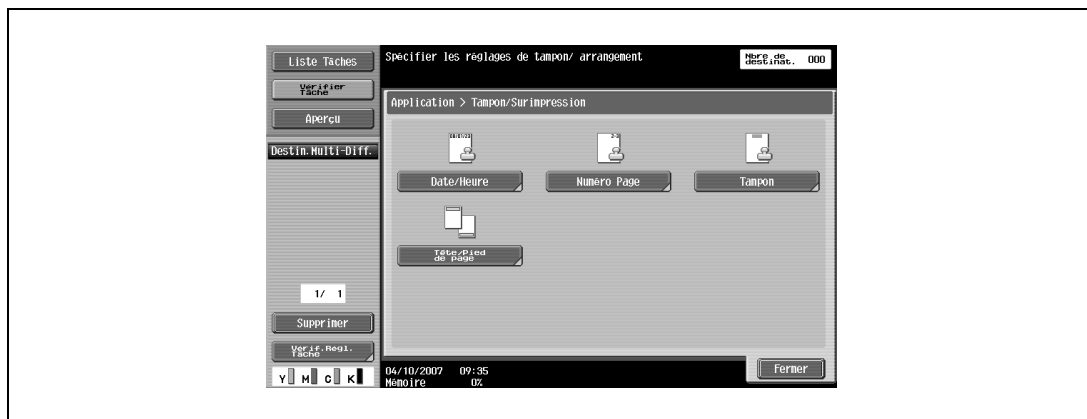 Liste Tâches
Vérifier
Tâche
Aperçu
Destin.Multi-Diff.
1/ 1
Supprimer
Vérif.Régl.
Tâche
Y M C K
Spécifier les réglages de tampon/ arrangement
Nbre de
destinat. 000
Application > Tampon/Surimpression
Date/Heure
Numéro Page
Tampon
Tête/Pied
de page
04/10/2007 09:35
Mémoire 0%
Fermer